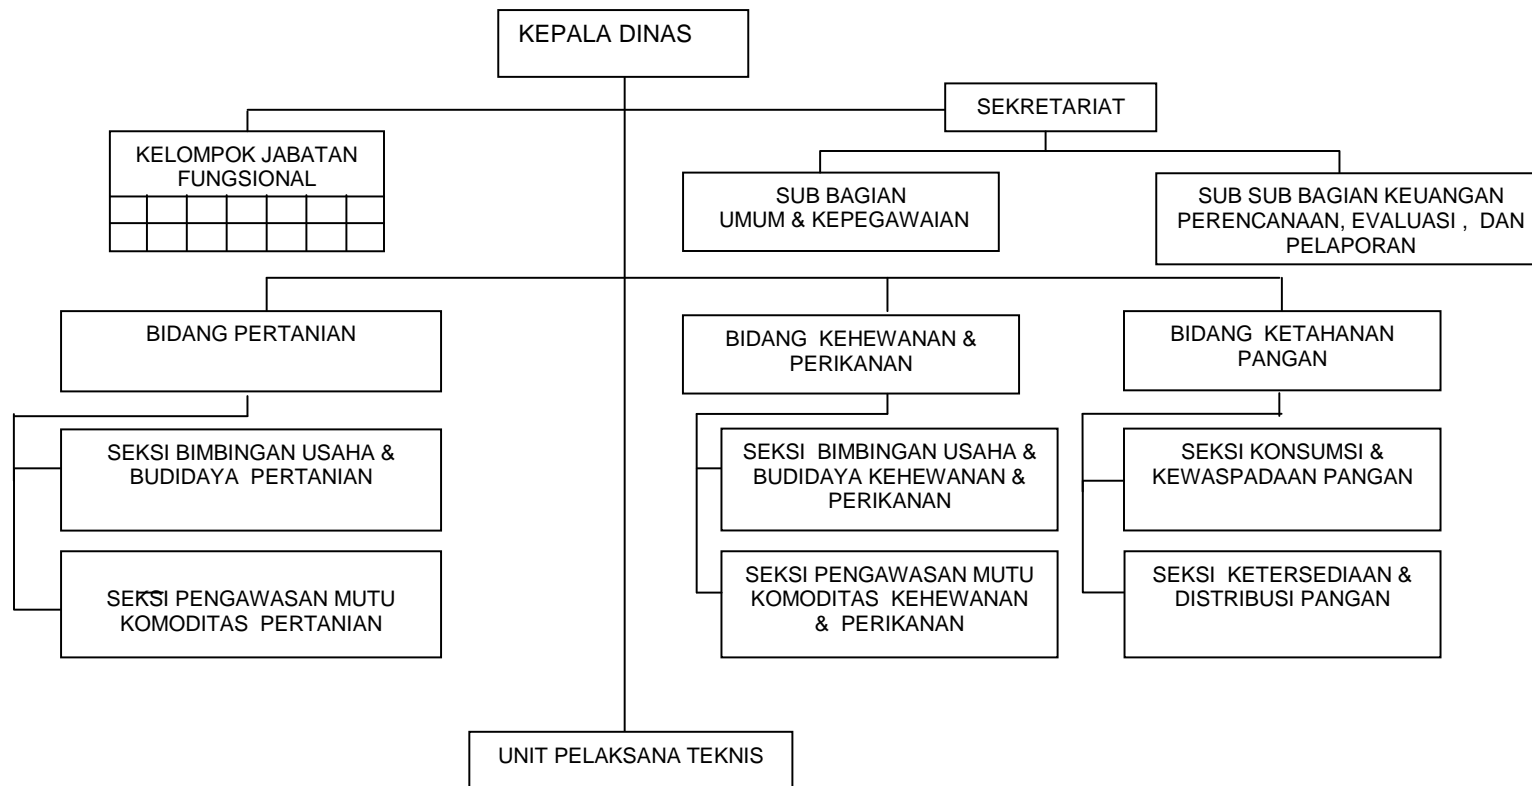 KEPALA DINAS
SEKRETARIAT
KELOMPOK JABATAN
FUNGSIONAL
SUB BAGIAN
UMUM & KEPEGAWAIAN
SUB SUB BAGIAN KEUANGAN
PERENCANAAN, EVALUASI , DAN
PELAPORAN
BIDANG PERTANIAN
BIDANG KEHEWANAN &
PERIKANAN
BIDANG KETAHANAN
PANGAN
SEKSI BIMBINGAN USAHA &
BUDIDAYA PERTANIAN
SEKSI BIMBINGAN USAHA &
BUDIDAYA KEHEWANAN &
PERIKANAN
SEKSI KONSUMSI &
KEWASPADAAN PANGAN
SEKSI PENGAWASAN MUTU
KOMODITAS PERTANIAN
SEKSI PENGAWASAN MUTU
KOMODITAS KEHEWANAN
& PERIKANAN
SEKSI KETERSEDIAAN &
DISTRIBUSI PANGAN
UNIT PELAKSANA TEKNIS